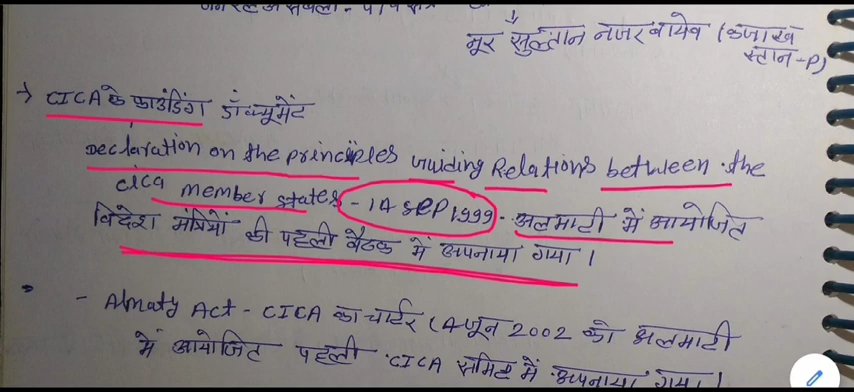 नूर सुल्तान नजरबायेव (कजाख
स्तान-P)
→ CICA के फाउंडिंग डॉक्यूमेंट
Declaration on the principles Guiding Relations between the
CICA member states - 14 Sep 1999 - अलमाटी में आयोजित
विदेश मंत्रियों की पहली बैठक में अपनाया गया।
- Almaty Act - CICA का चार्टर (4 जून 2002 को अलमाटी
में आयोजित पहली CICA समिट में अपनाया गया।